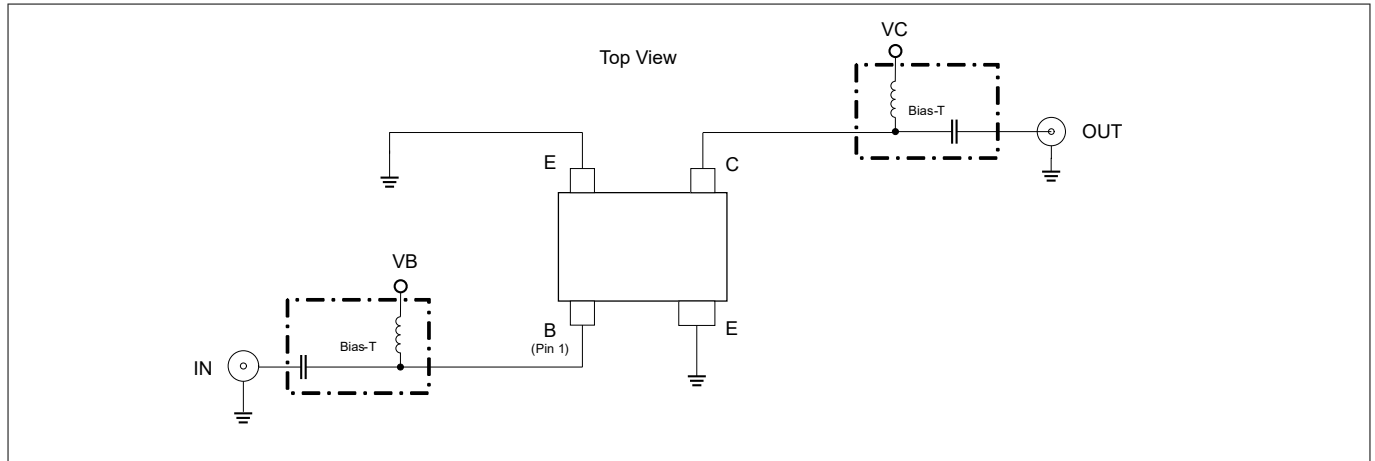 VC
Top View
Bias-T
OUT
E
C
VB
B
(Pin 1)
E
Bias-T
IN